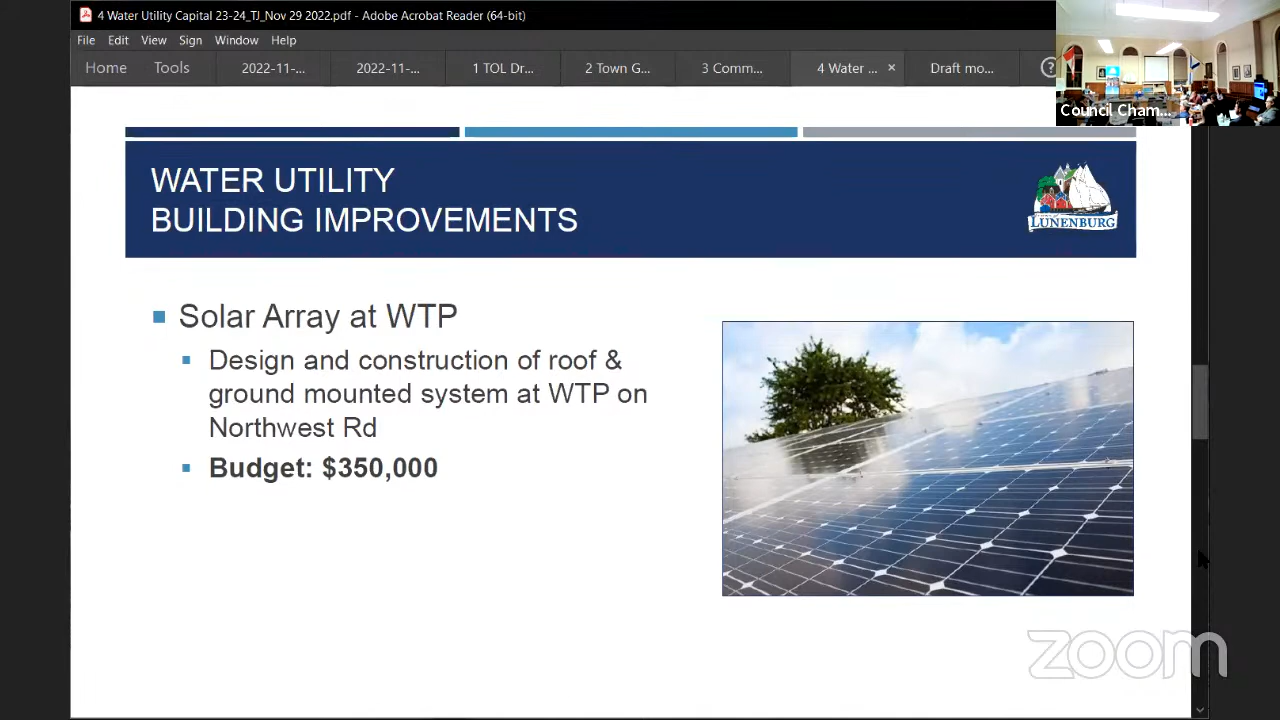 4 Water Utility Capital 23-24_TJ_Nov 29 2022.pdf - Adobe Acrobat Reader (64-bit)
File Edit View Sign Window Help
Home Tools 2022-11-... 2022-11-... 1 TOL Dr... 2 Town G... 3 Comm... 4 Water ... × Draft mo... ?
Council Cham...
WATER UTILITY
BUILDING IMPROVEMENTS
LUNENBURG
Solar Array at WTP
Design and construction of roof &
ground mounted system at WTP on
Northwest Rd
Budget: $350,000
zoom